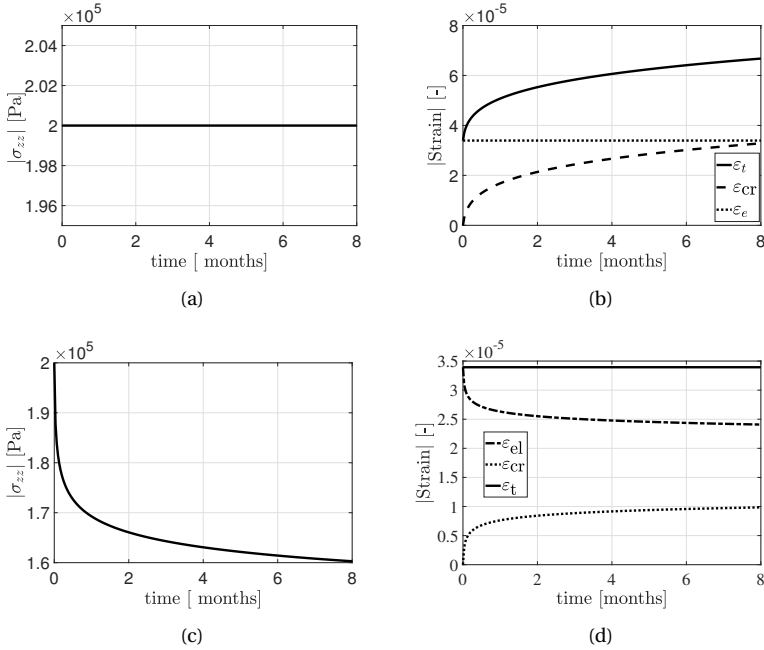 ×10⁵
2.04
2.02
2
1.98
1.96
|σzz| [Pa]
0 2 4 6 8
time [ months]
(a)
×10⁻⁵
8
6
4
2
0
|Strain| [-]
εt
εcr
εe
0 2 4 6 8
time [months]
(b)
×10⁵
2
1.9
1.8
1.7
1.6
|σzz| [Pa]
0 2 4 6 8
time [ months]
(c)
×10⁻⁵
3.5
3
2.5
2
1.5
1
0.5
0
|Strain| [-]
εel
εcr
εt
0 2 4 6 8
time [months]
(d)